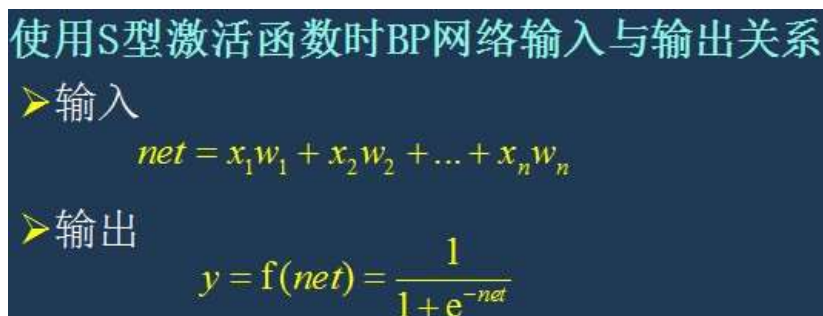 使用S型激活函数时BP网络输入与输出关系
➤输入
net = x₁w₁ + x₂w₂ + ... + xₙwₙ
➤输出
y = f(net) = 1 / (1 + e^(-net))